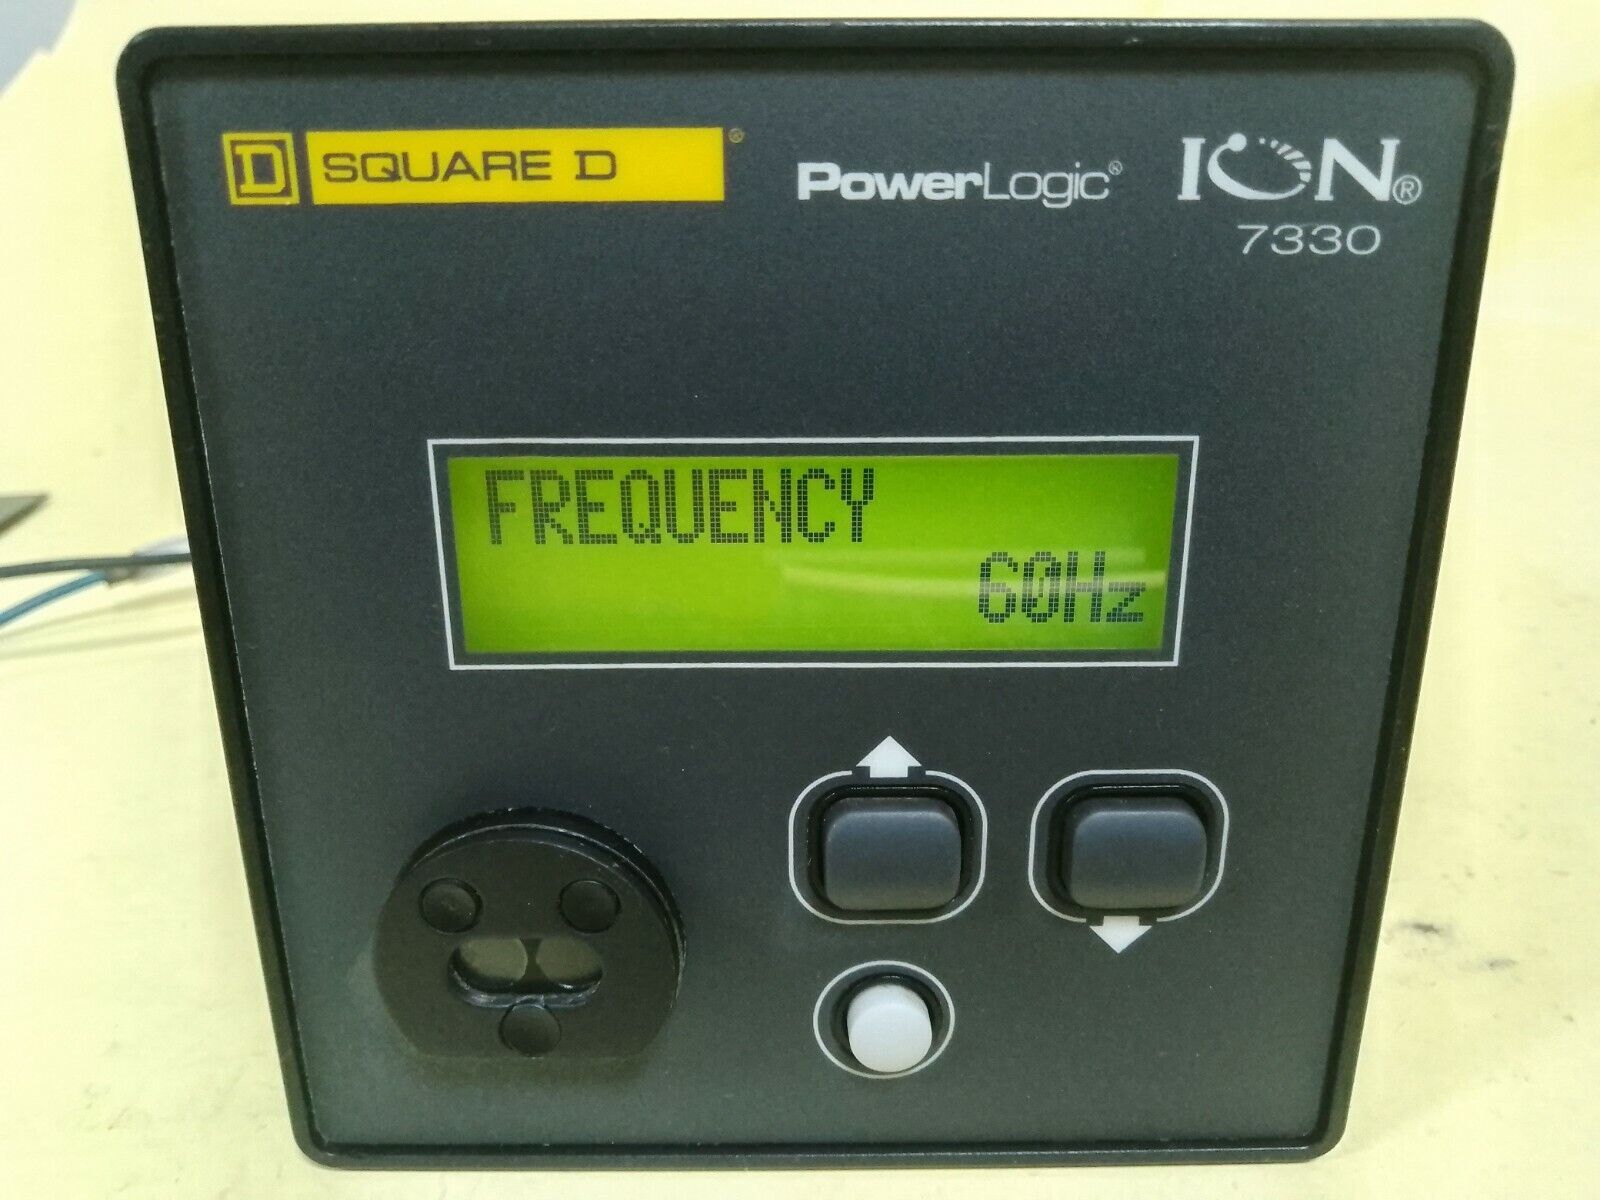 D SQUARE D ®
PowerLogic®
ION®
7330
FREQUENCY
60Hz